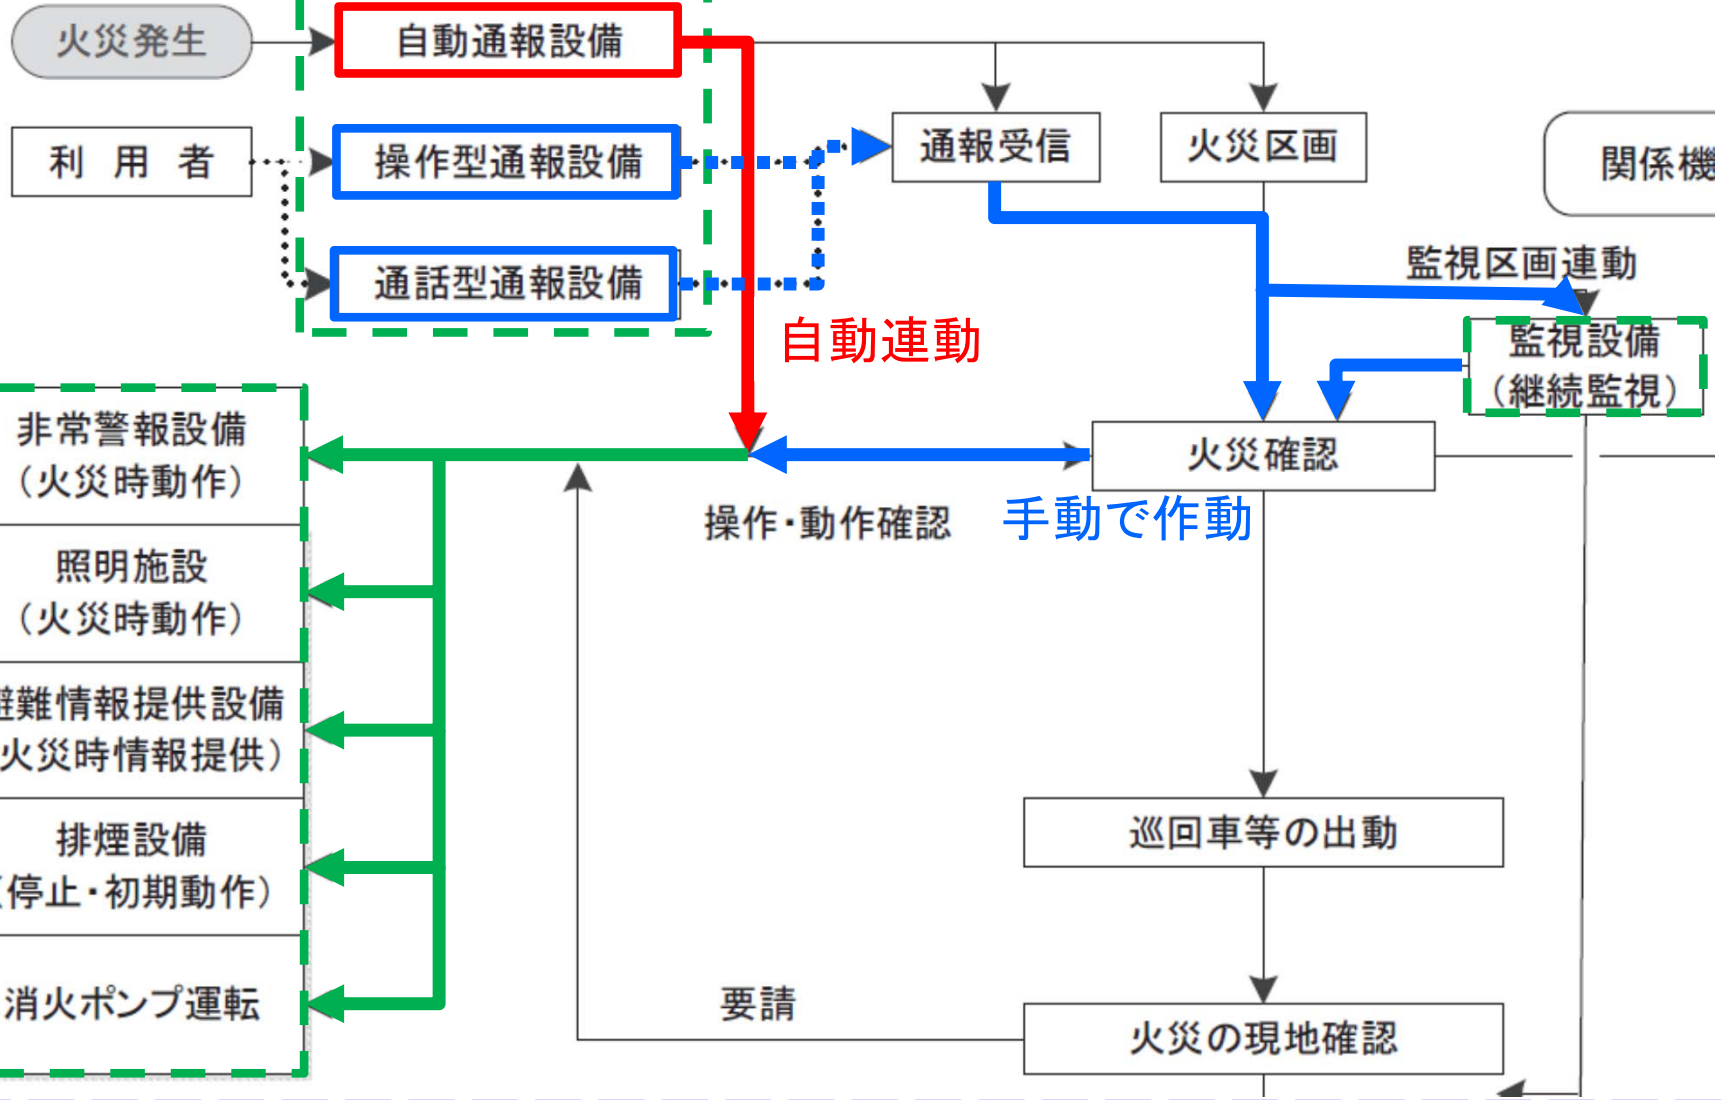 火災発生
自動通報設備
利用者
操作型通報設備
通報受信
火災区画
関係機
通話型通報設備
監視区画連動
自動連動
監視設備
(継続監視)
非常警報設備
(火災時動作)
火災確認
操作・動作確認
手動で作動
照明施設
(火災時動作)
避難情報提供設備
火災時情報提供)
排煙設備
(停止・初期動作)
巡回車等の出動
消火ポンプ運転
要請
火災の現地確認